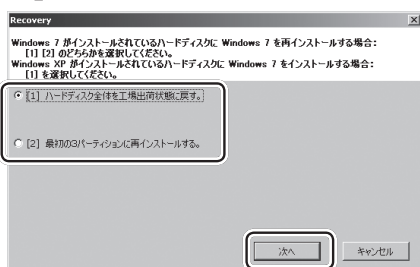 Recovery
Windows 7 がインストールされているハードディスクに Windows 7 を再インストールする場合:
[1] [2] のどちらかを選択してください。
Windows XP がインストールされているハードディスクに Windows 7 をインストールする場合:
[1] を選択してください。
[1] ハードディスク全体を工場出荷状態に戻す。
[2] 最初の3パーティションに再インストールする。
次へ
キャンセル